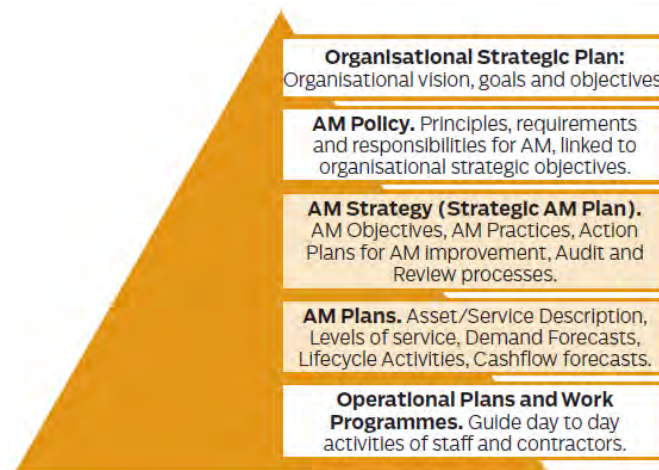 Organisational Strategic Plan:
Organisational vision, goals and objectives
AM Policy. Principles, requirements
and responsibilities for AM, linked to
organisational strategic objectives.
AM Strategy (Strategic AM Plan).
AM Objectives, AM Practices, Action
Plans for AM improvement, Audit and
Review processes.
AM Plans. Asset/Service Description,
Levels of service, Demand Forecasts,
Lifecycle Activities, Cashflow forecasts.
Operational Plans and Work
Programmes. Guide day to day
activities of staff and contractors.